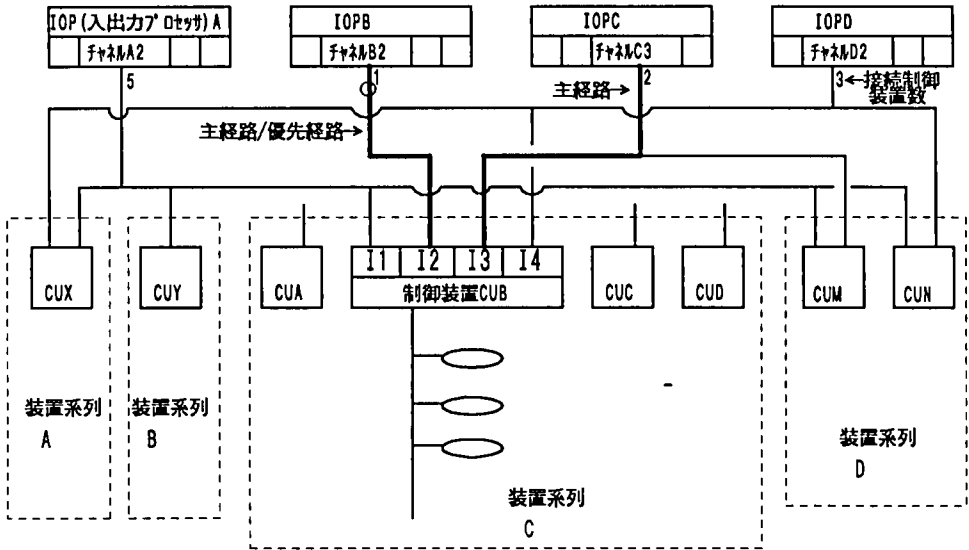 IOP(入出力プロセッサ)A
IOPB
IOPC
IOPD
チャネルA2
チャネルB2
チャネルC3
チャネルD2
5
1
2
3←接続制御
装置数
主経路→
主経路/優先経路→
I1
I2
I3
I4
CUX
CUY
CUA
制御装置CUB
CUC
CUD
CUM
CUN
装置系列
A
装置系列
B
装置系列
C
装置系列
D